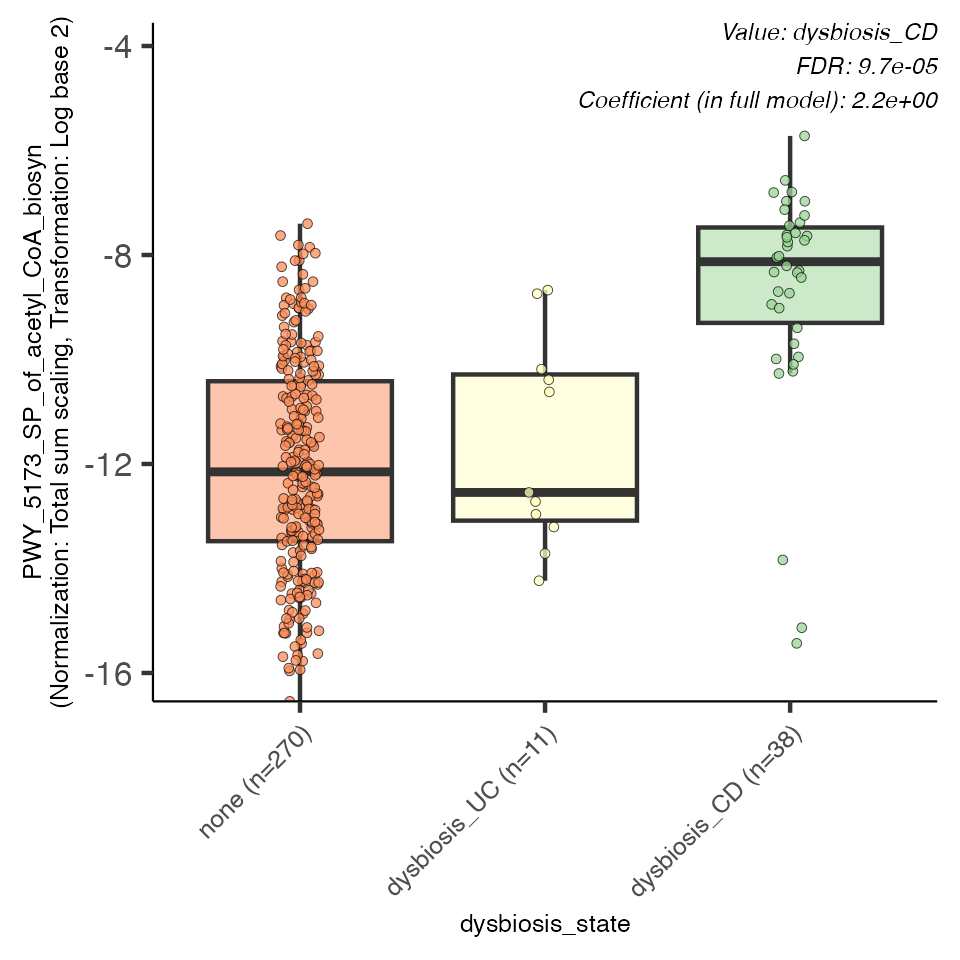 Value: dysbiosis_CD
FDR: 9.7e-05
Coefficient (in full model): 2.2e+00
PWY_5173_SP_of_acetyl_CoA_biosyn
(Normalization: Total sum scaling, Transformation: Log base 2)
-4
-8
-12
-16
none (n=270)
dysbiosis_UC (n=11)
dysbiosis_CD (n=38)
dysbiosis_state